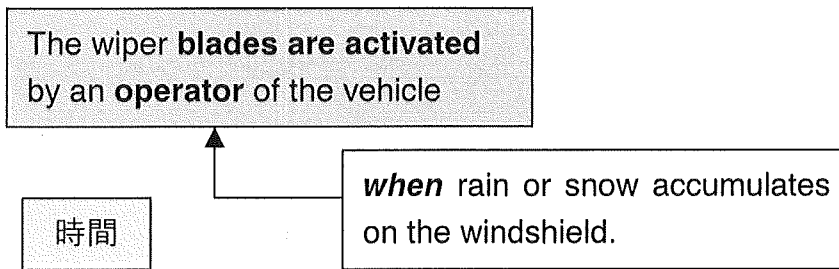 The wiper blades are activated
by an operator of the vehicle
when rain or snow accumulates
on the windshield.
時間